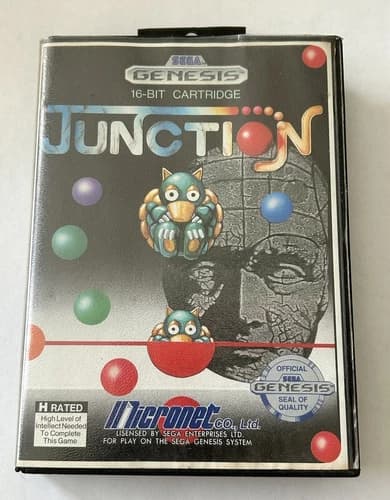 SEGA
GENESIS
16-BIT CARTRIDGE
JUNCTION
OFFICIAL
SEGA
GENESIS
SEAL OF
QUALITY
H RATED
High Level of
Intellect Needed
To Complete
This Game
Micronet CO., Ltd.
LICENSED BY SEGA ENTERPRISES LTD.
FOR PLAY ON THE SEGA GENESIS SYSTEM